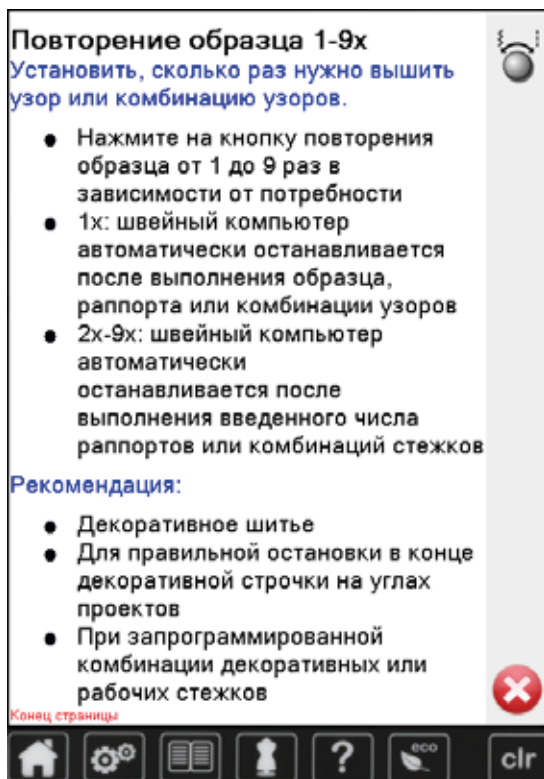 Повторение образца 1-9x
Установить, сколько раз нужно вышить
узор или комбинацию узоров.
● Нажмите на кнопку повторения
образца от 1 до 9 раз в
зависимости от потребности
● 1x: швейный компьютер
автоматически останавливается
после выполнения образца,
раппорта или комбинации узоров
● 2x-9x: швейный компьютер
автоматически
останавливается после
выполнения введенного числа
раппортов или комбинаций стежков
Рекомендация:
● Декоративное шитье
● Для правильной остановки в конце
декоративной строчки на углах
проектов
● При запрограммированной
комбинации декоративных или
рабочих стежков
Конец страницы
? eco clr